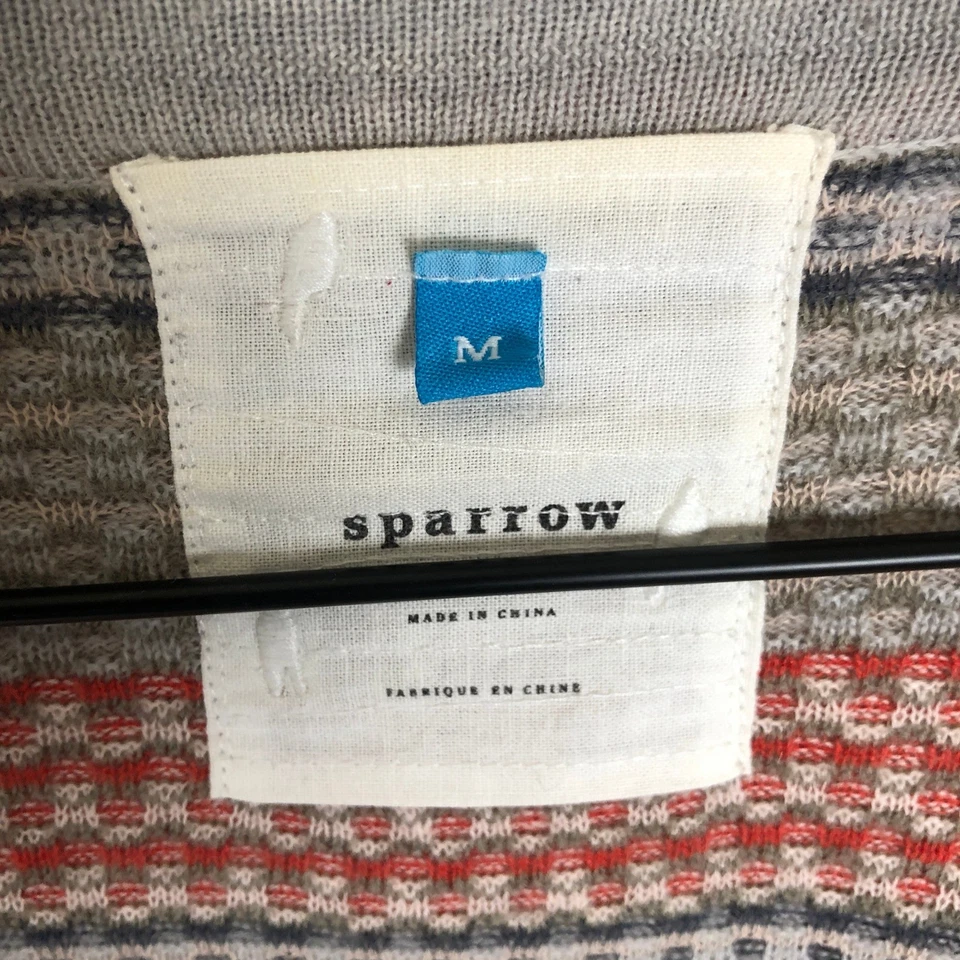 M
sparrow
MADE IN CHINA
FABRIQUE EN CHINE